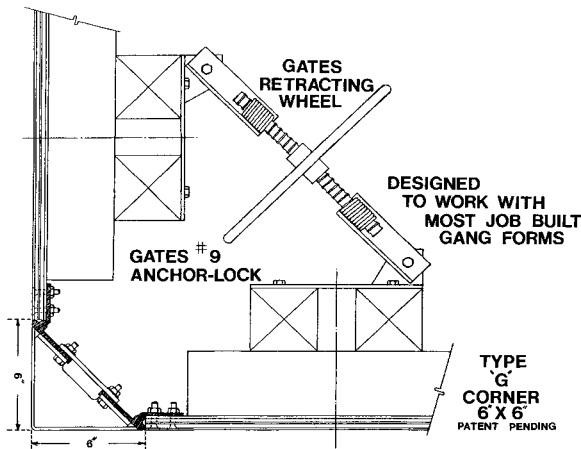 GATES
RETRACTING
WHEEL
DESIGNED
TO WORK WITH
MOST JOB BUILT
GANG FORMS
GATES #9
ANCHOR-LOCK
TYPE
"G"
CORNER
6" X 6"
PATENT PENDING
6"
6"